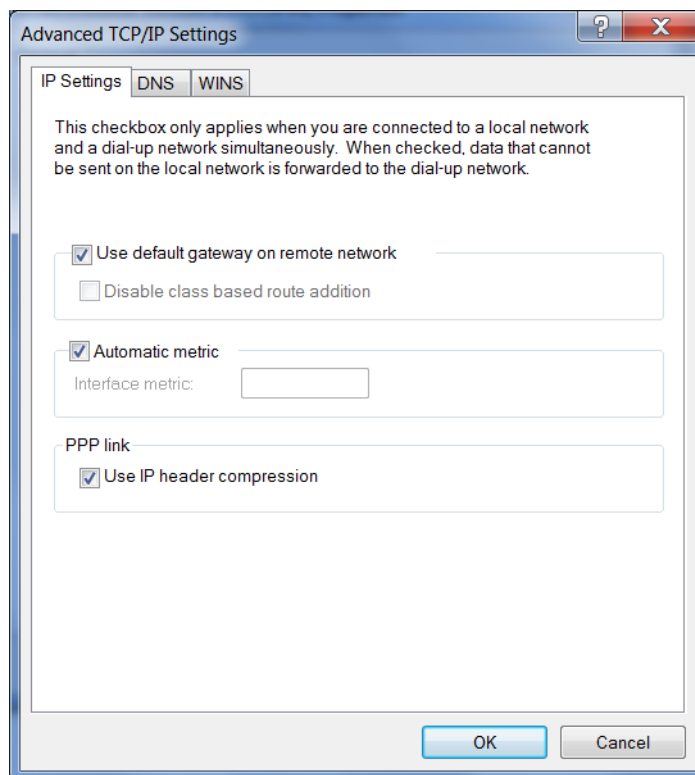 Advanced TCP/IP Settings
IP Settings DNS WINS
This checkbox only applies when you are connected to a local network
and a dial-up network simultaneously. When checked, data that cannot
be sent on the local network is forwarded to the dial-up network.
Use default gateway on remote network
Disable class based route addition
Automatic metric
Interface metric:
PPP link
Use IP header compression
OK Cancel